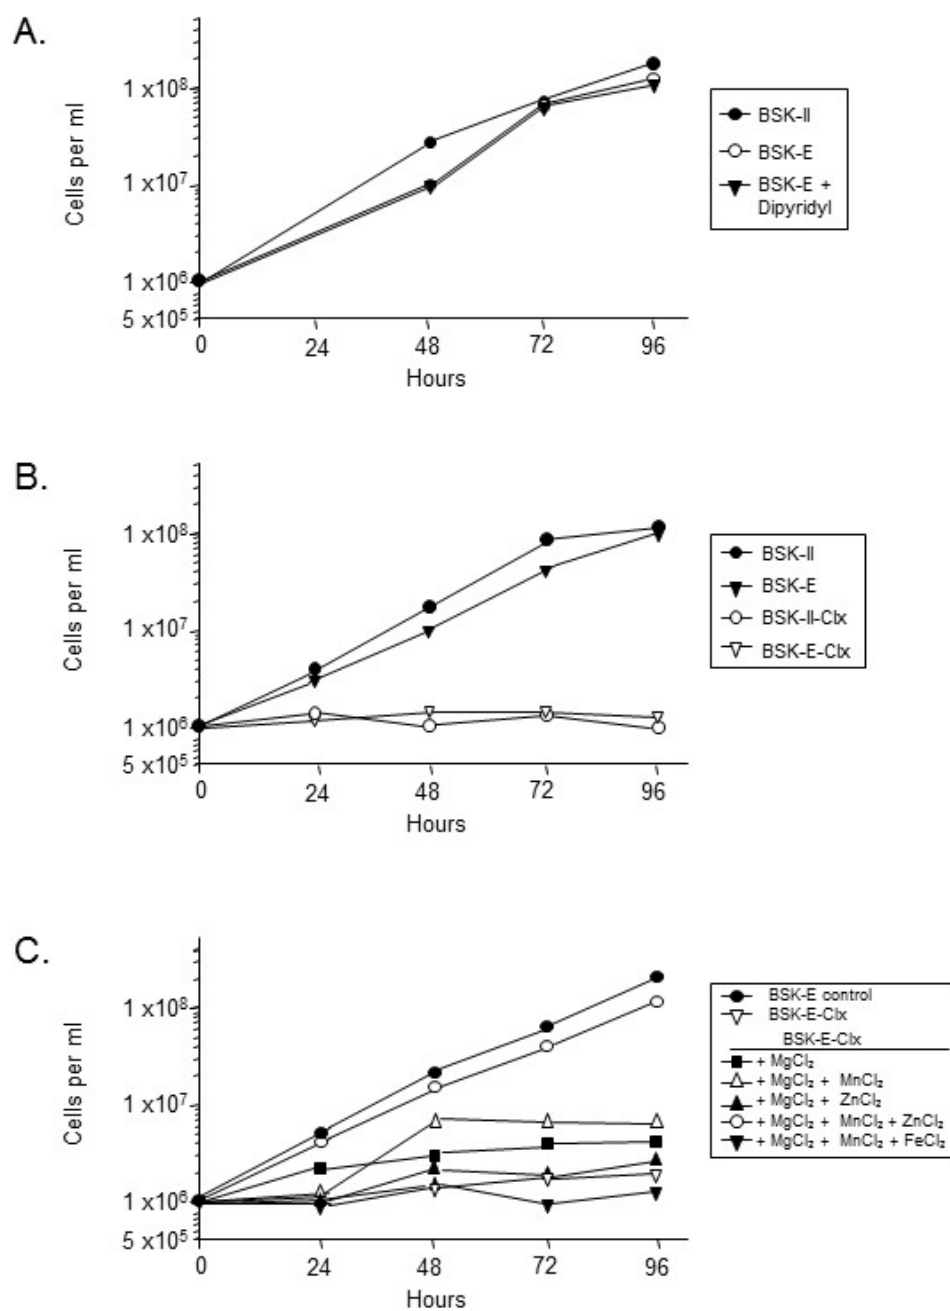 A.
Cells per ml
1 x10⁸
1 x10⁷
1 x10⁶
5 x10⁵
0 24 48 72 96
Hours
BSK-II
BSK-E
BSK-E +
Dipyridyl
B.
Cells per ml
1 x10⁸
1 x10⁷
1 x10⁶
5 x10⁵
0 24 48 72 96
Hours
BSK-II
BSK-E
BSK-II-Clx
BSK-E-Clx
C.
Cells per ml
1 x10⁸
1 x10⁷
1 x10⁶
5 x10⁵
0 24 48 72 96
Hours
BSK-E control
BSK-E-Clx
BSK-E-Clx
+ MgCl₂
+ MgCl₂ + MnCl₂
+ MgCl₂ + ZnCl₂
+ MgCl₂ + MnCl₂ + ZnCl₂
+ MgCl₂ + MnCl₂ + FeCl₂